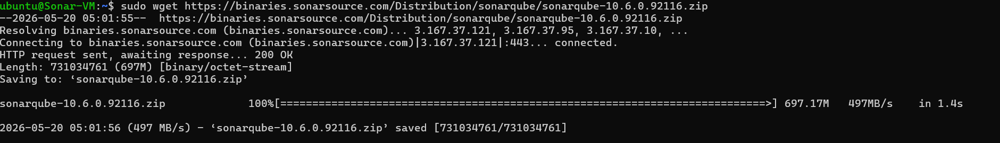 ubuntu@Sonar-VM:~$ sudo wget https://binaries.sonarsource.com/Distribution/sonarqube/sonarqube-10.6.0.92116.zip
--2026-05-20 05:01:55--  https://binaries.sonarsource.com/Distribution/sonarqube/sonarqube-10.6.0.92116.zip
Resolving binaries.sonarsource.com (binaries.sonarsource.com)... 3.167.37.121, 3.167.37.95, 3.167.37.10, ...
Connecting to binaries.sonarsource.com (binaries.sonarsource.com)|3.167.37.121|:443... connected.
HTTP request sent, awaiting response... 200 OK
Length: 731034761 (697M) [binary/octet-stream]
Saving to: ‘sonarqube-10.6.0.92116.zip’
sonarqube-10.6.0.92116.zip             100%[============================================================================>] 697.17M   497MB/s    in 1.4s
2026-05-20 05:01:56 (497 MB/s) - ‘sonarqube-10.6.0.92116.zip’ saved [731034761/731034761]